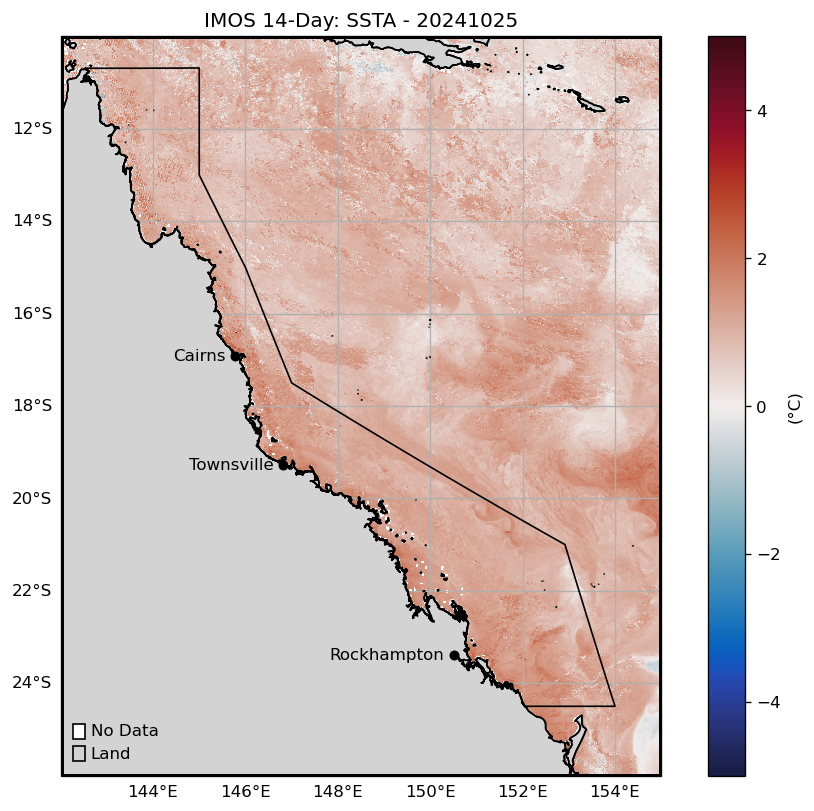 IMOS 14-Day: SSTA - 20241025
12°S
14°S
16°S
18°S
20°S
22°S
24°S
Cairns
Townsville
Rockhampton
No Data
Land
144°E 146°E 148°E 150°E 152°E 154°E
4
2
0
−2
−4
(°C)